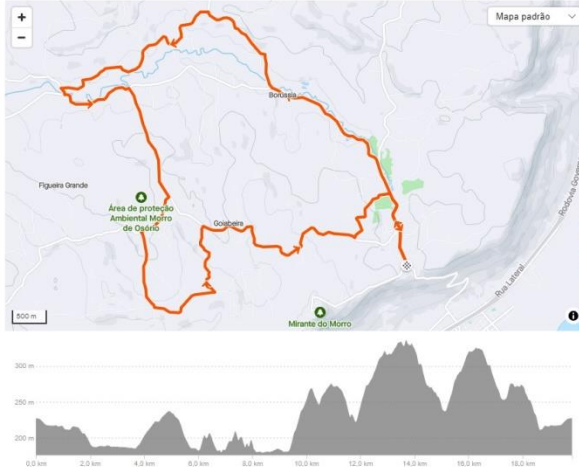 +
Mapa padrão
−
Borússia
Figueira Grande
Área de proteção
Ambiental Morro
de Osório
Goiabeira
Rodovia Gove
Rua Lateral
500 m
Mirante do Morro
i
300 m
250 m
200 m
0,0 km 2,0 km 4,0 km 6,0 km 8,0 km 10,0 km 12,0 km 14,0 km 16,0 km 18,0 km